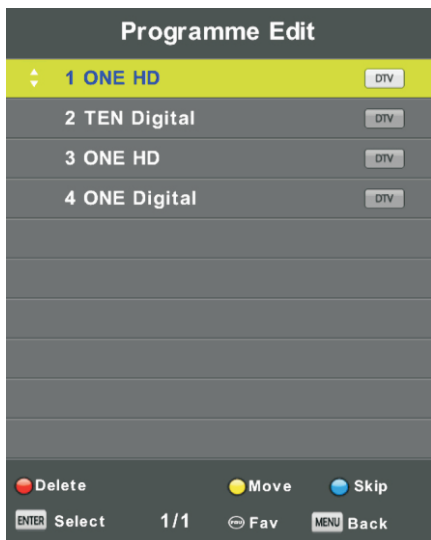 Programme Edit
1 ONE HD DTV
2 TEN Digital DTV
3 ONE HD DTV
4 ONE Digital DTV
Delete Move Skip
ENTER Select 1/1 Fav MENU Back